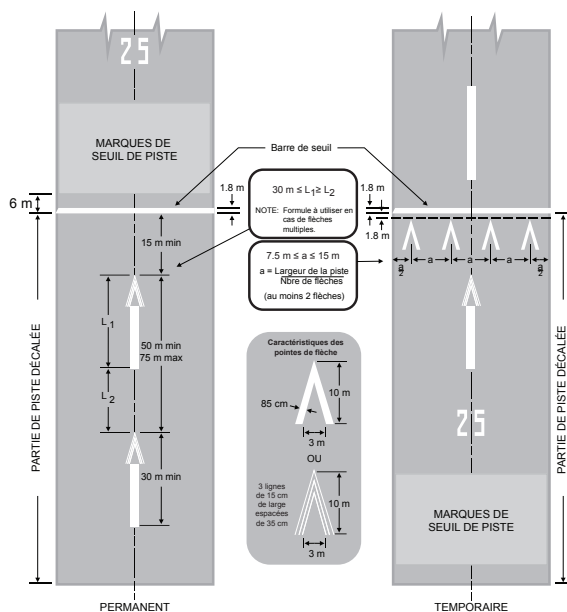 25
MARQUES DE
SEUIL DE PISTE
6 m
1.8 m
15 m min
L1
50 m min
75 m max
L2
30 m min
PARTIE DE PISTE DÉCALÉE
PERMANENT
Barre de seuil
30 m ≤ L1 ≥ L2
NOTE: Formule à utiliser en
cas de flèches
multiples.
7.5 m ≤ a ≤ 15 m
a = Largeur de la piste
Nbre de flèches
(au moins 2 flèches)
Caractéristiques des
pointes de flèche
10 m
85 cm
3 m
OU
3 lignes
de 15 cm
de large
espacées
de 35 cm
10 m
3 m
1.8 m
1.8 m
a/2
a
a
a
a/2
25
MARQUES DE
SEUIL DE PISTE
PARTIE DE PISTE DÉCALÉE
TEMPORAIRE